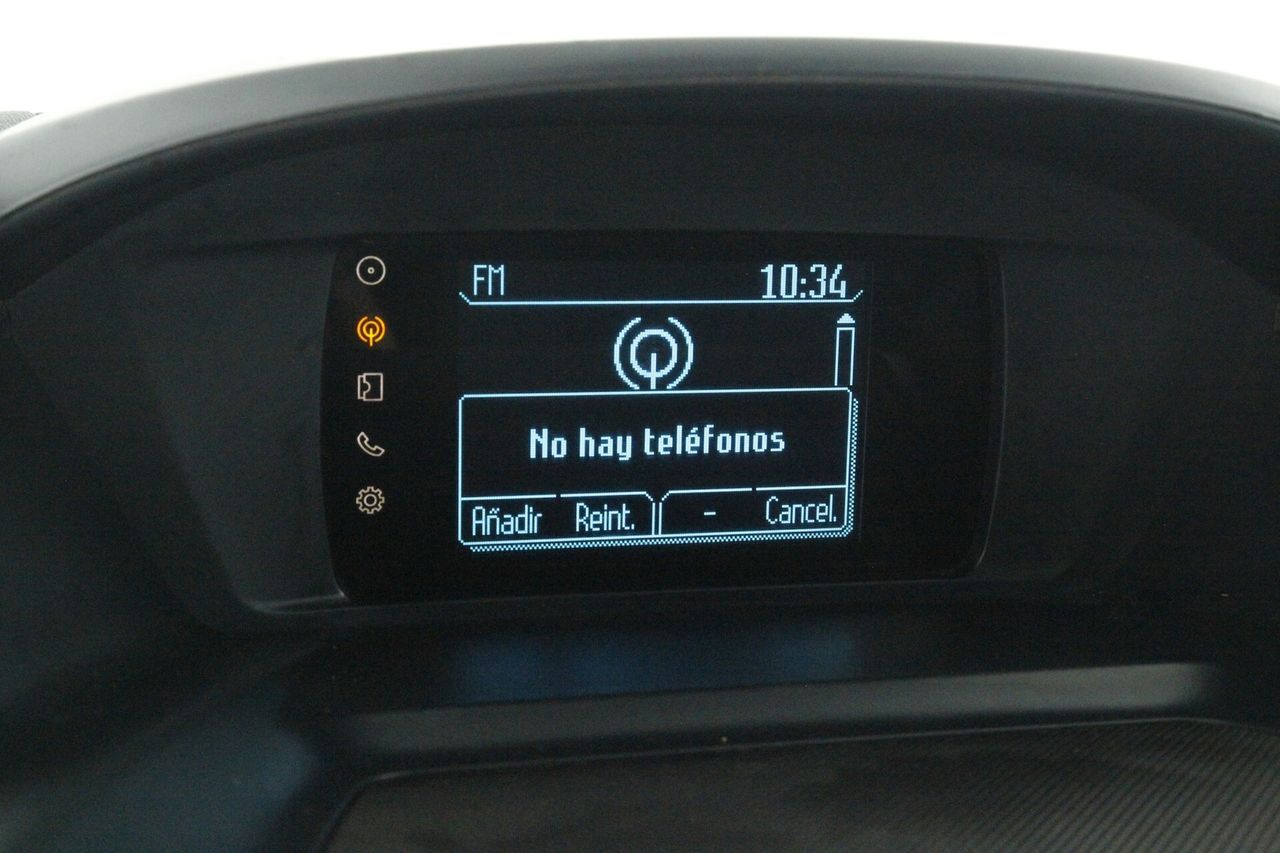 FM 10:34
No hay teléfonos
Añadir Reint. - Cancel.